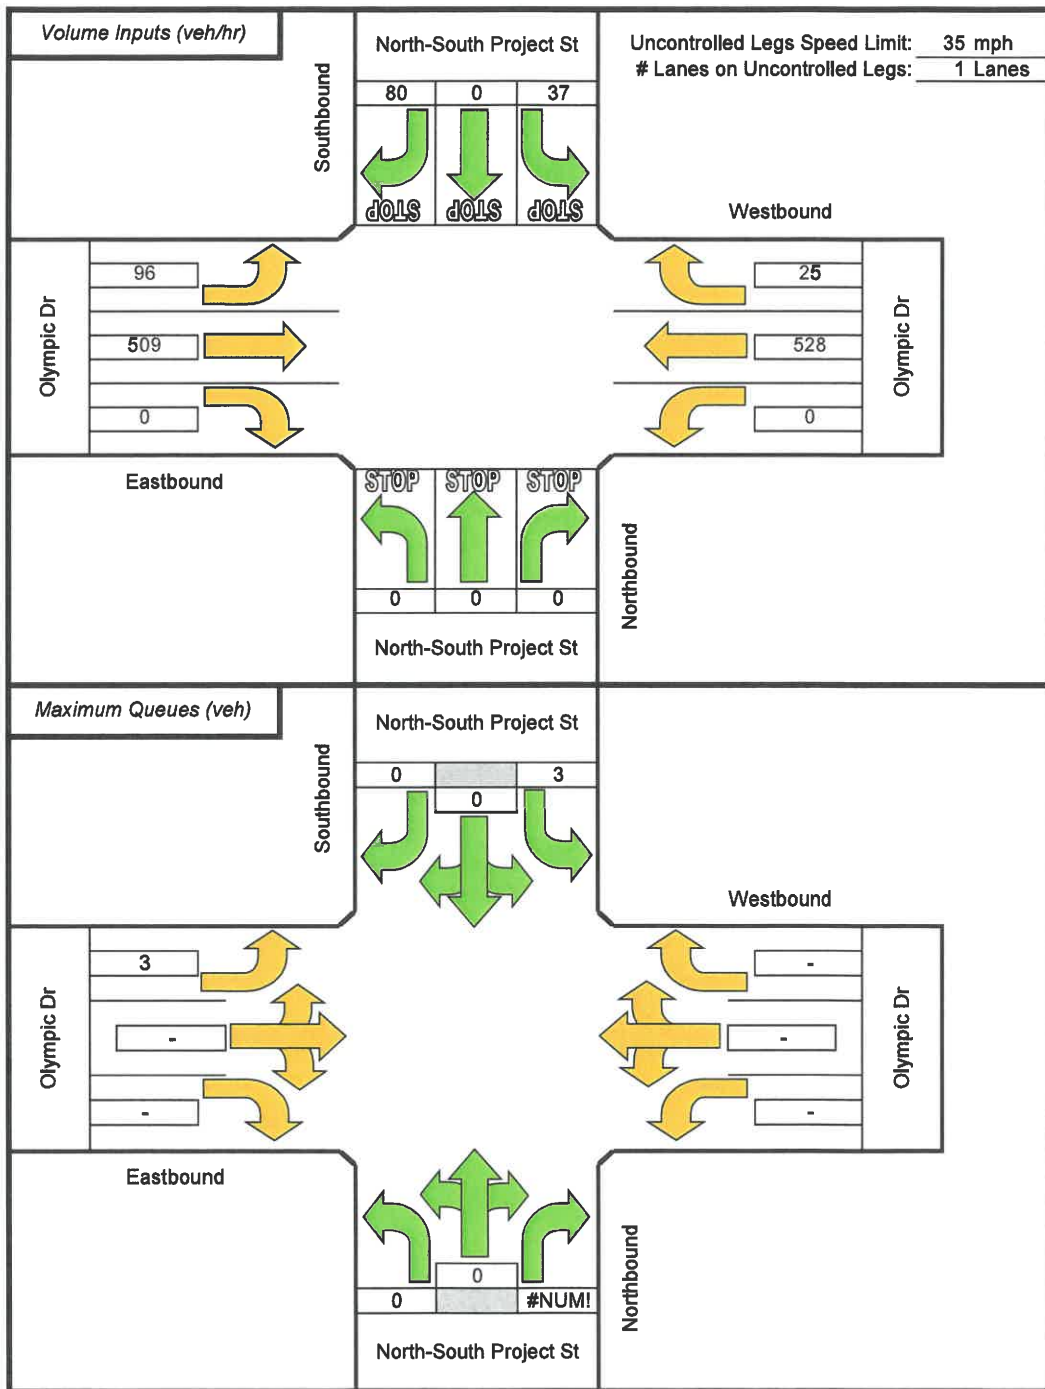 Volume Inputs (veh/hr)
North-South Project St
Uncontrolled Legs Speed Limit: 35 mph
# Lanes on Uncontrolled Legs: 1 Lanes
Southbound
80 0 37
STOP STOP STOP
Westbound
Olympic Dr
96
509
0
25
528
0
Olympic Dr
Eastbound
STOP STOP STOP
Northbound
0 0 0
North-South Project St
Maximum Queues (veh)
North-South Project St
Southbound
0 3
0
Westbound
Olympic Dr
3
-
-
-
-
-
Olympic Dr
Eastbound
Northbound
0
0 #NUM!
North-South Project St